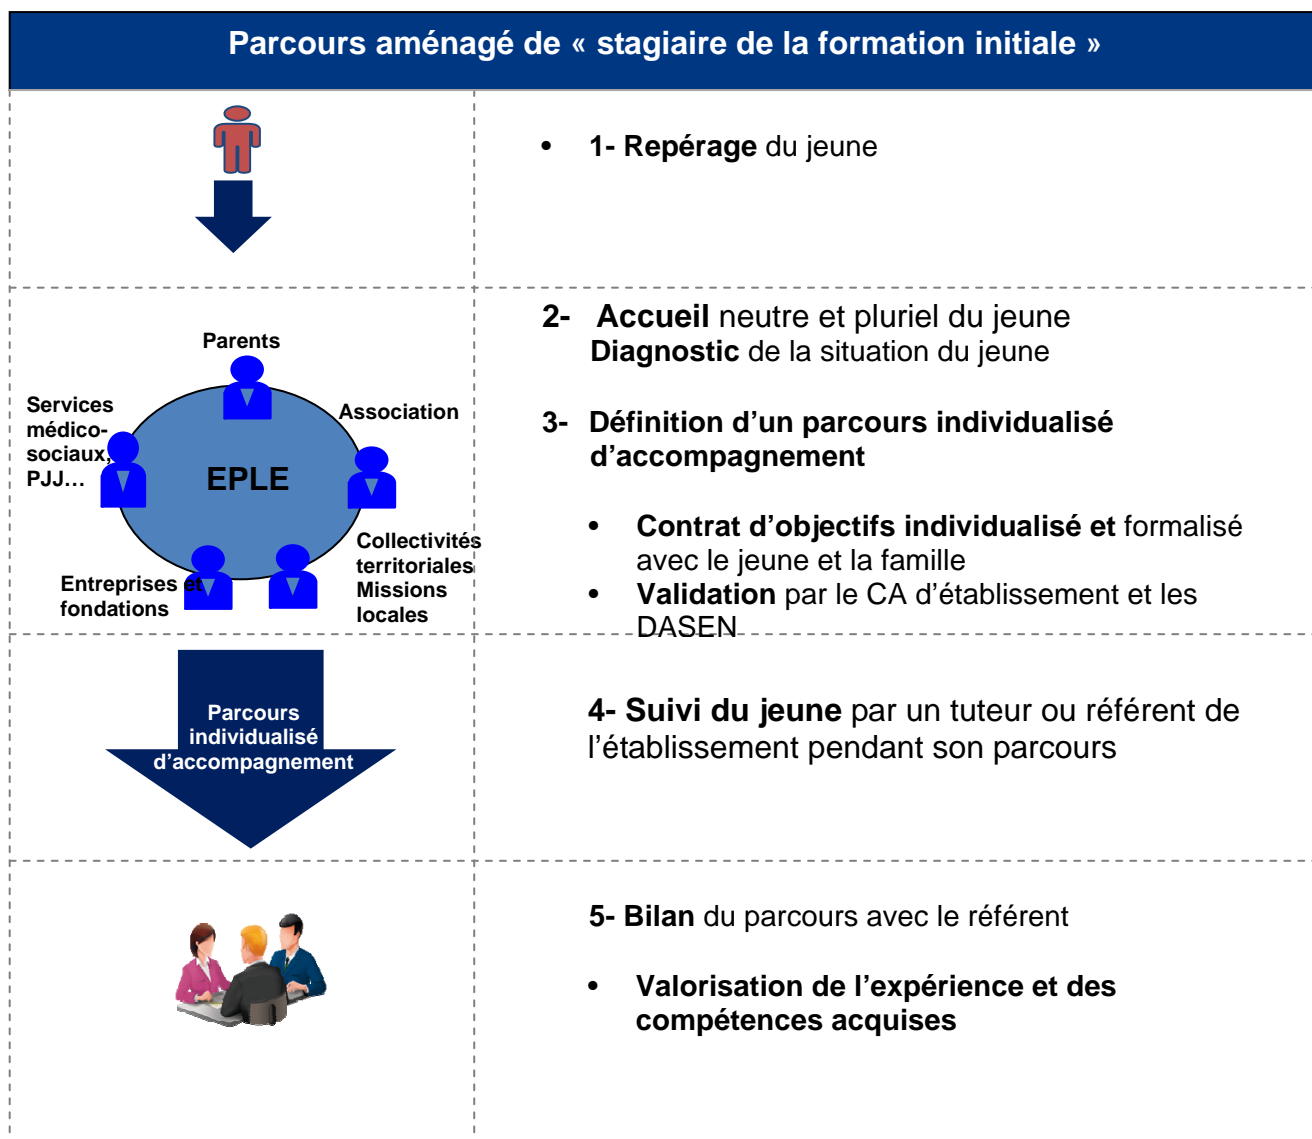 Parcours aménagé de « stagiaire de la formation initiale »
• 1- Repérage du jeune
Parents
Services
médico-
sociaux,
PJJ…
Association
EPLE
Entreprises et
fondations
Collectivités
territoriales
Missions
locales
2- Accueil neutre et pluriel du jeune
Diagnostic de la situation du jeune
3- Définition d’un parcours individualisé
d’accompagnement
• Contrat d’objectifs individualisé et formalisé
avec le jeune et la famille
• Validation par le CA d’établissement et les
DASEN
Parcours
individualisé
d’accompagnement
4- Suivi du jeune par un tuteur ou référent de
l’établissement pendant son parcours
5- Bilan du parcours avec le référent
• Valorisation de l’expérience et des
compétences acquises